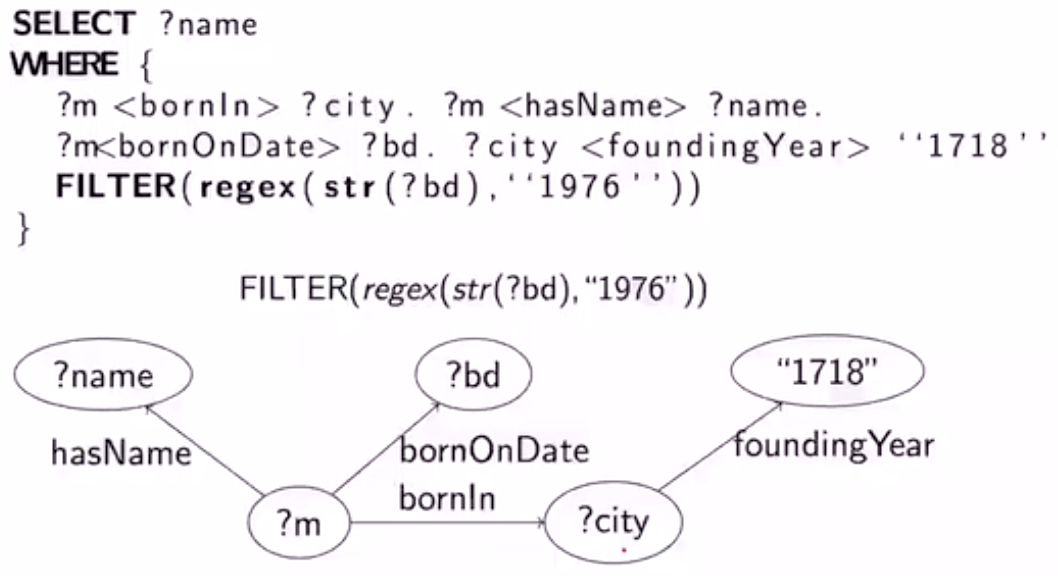 SELECT ?name
WHERE {
?m <bornIn> ?city. ?m <hasName> ?name.
?m<bornOnDate> ?bd. ?city <foundingYear> ‘‘1718’’
FILTER(regex(str(?bd),‘‘1976’’))
}
FILTER(regex(str(?bd),“1976”))
?name
?bd
“1718”
hasName
bornOnDate
foundingYear
bornIn
?m
?city